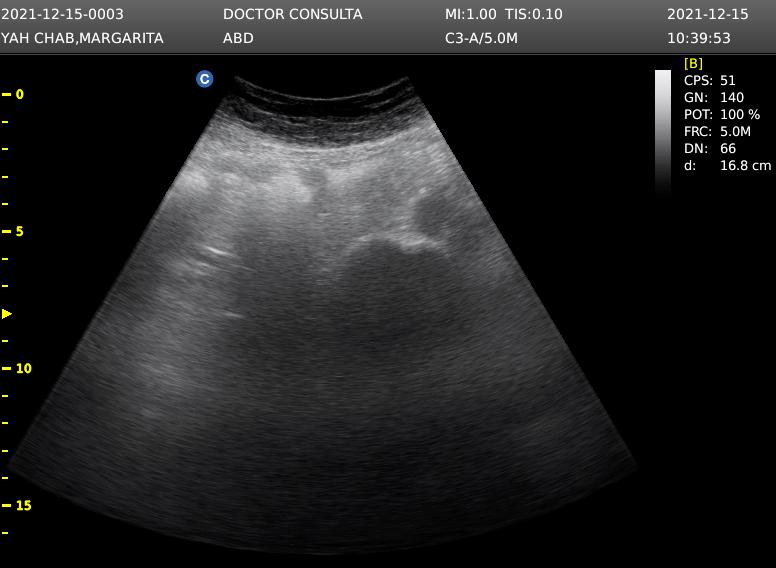 2021-12-15-0003 DOCTOR CONSULTA MI:1.00 TIS:0.10 2021-12-15
YAH CHAB,MARGARITA ABD C3-A/5.0M 10:39:53
C
[B]
CPS: 51
GN: 140
POT: 100 %
FRC: 5.0M
DN: 66
d: 16.8 cm
0
5
10
15